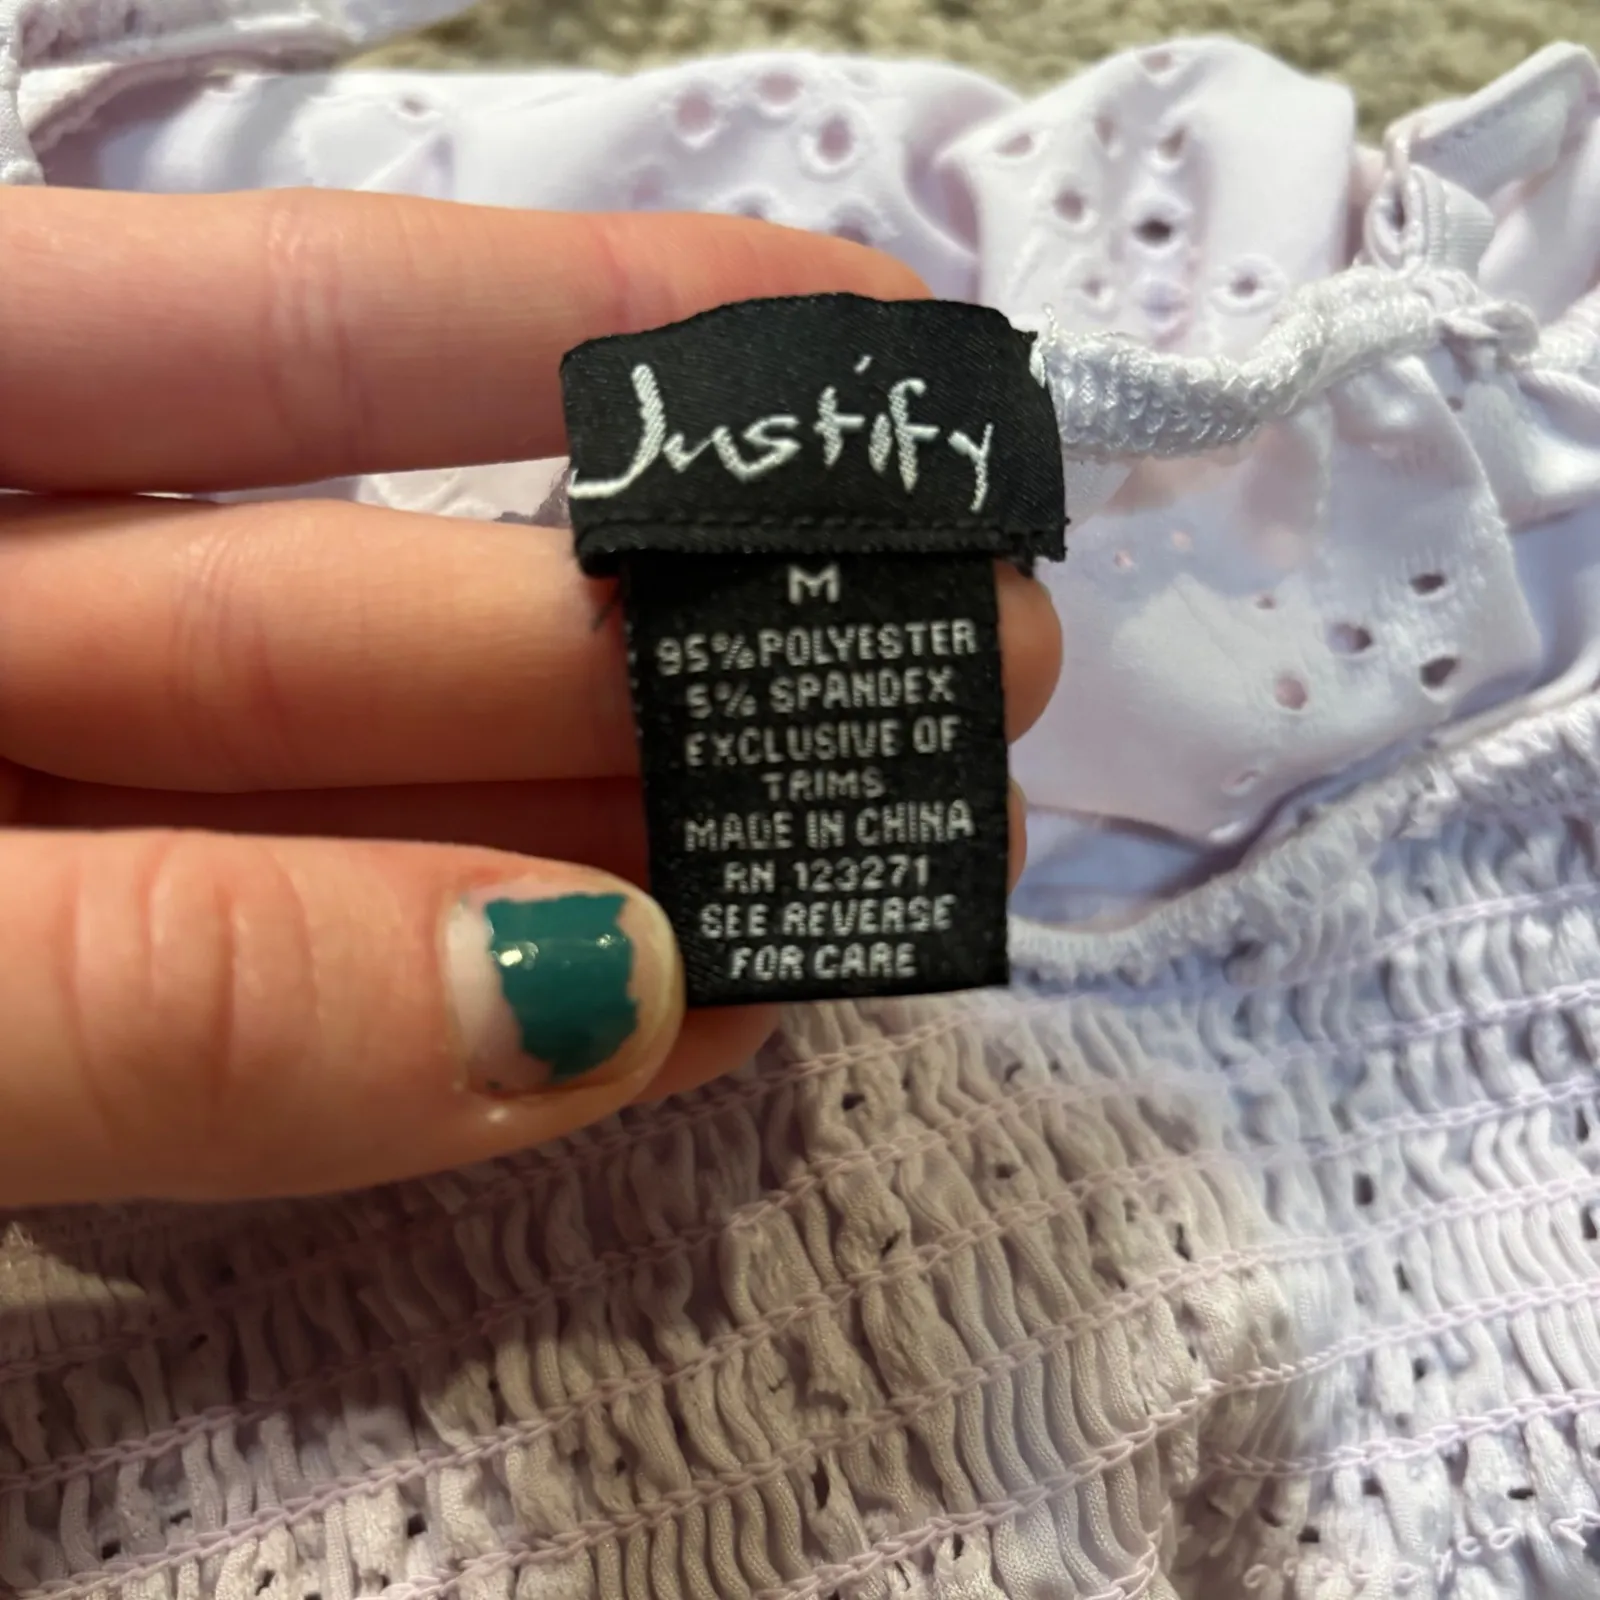 Justify
M
95% POLYESTER
5% SPANDEX
EXCLUSIVE OF
TRIMS
MADE IN CHINA
RN 123271
SEE REVERSE
FOR CARE